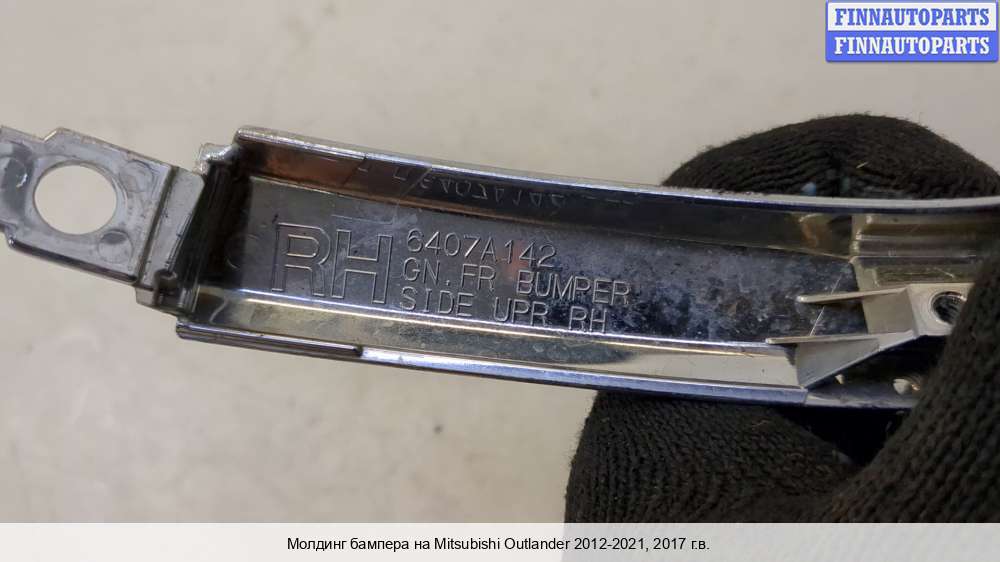 FINNAUTOPARTS
FINNAUTOPARTS
RH
6407A142
GN. FR BUMPER
SIDE UPR RH
Молдинг бампера на Mitsubishi Outlander 2012-2021, 2017 г.в.